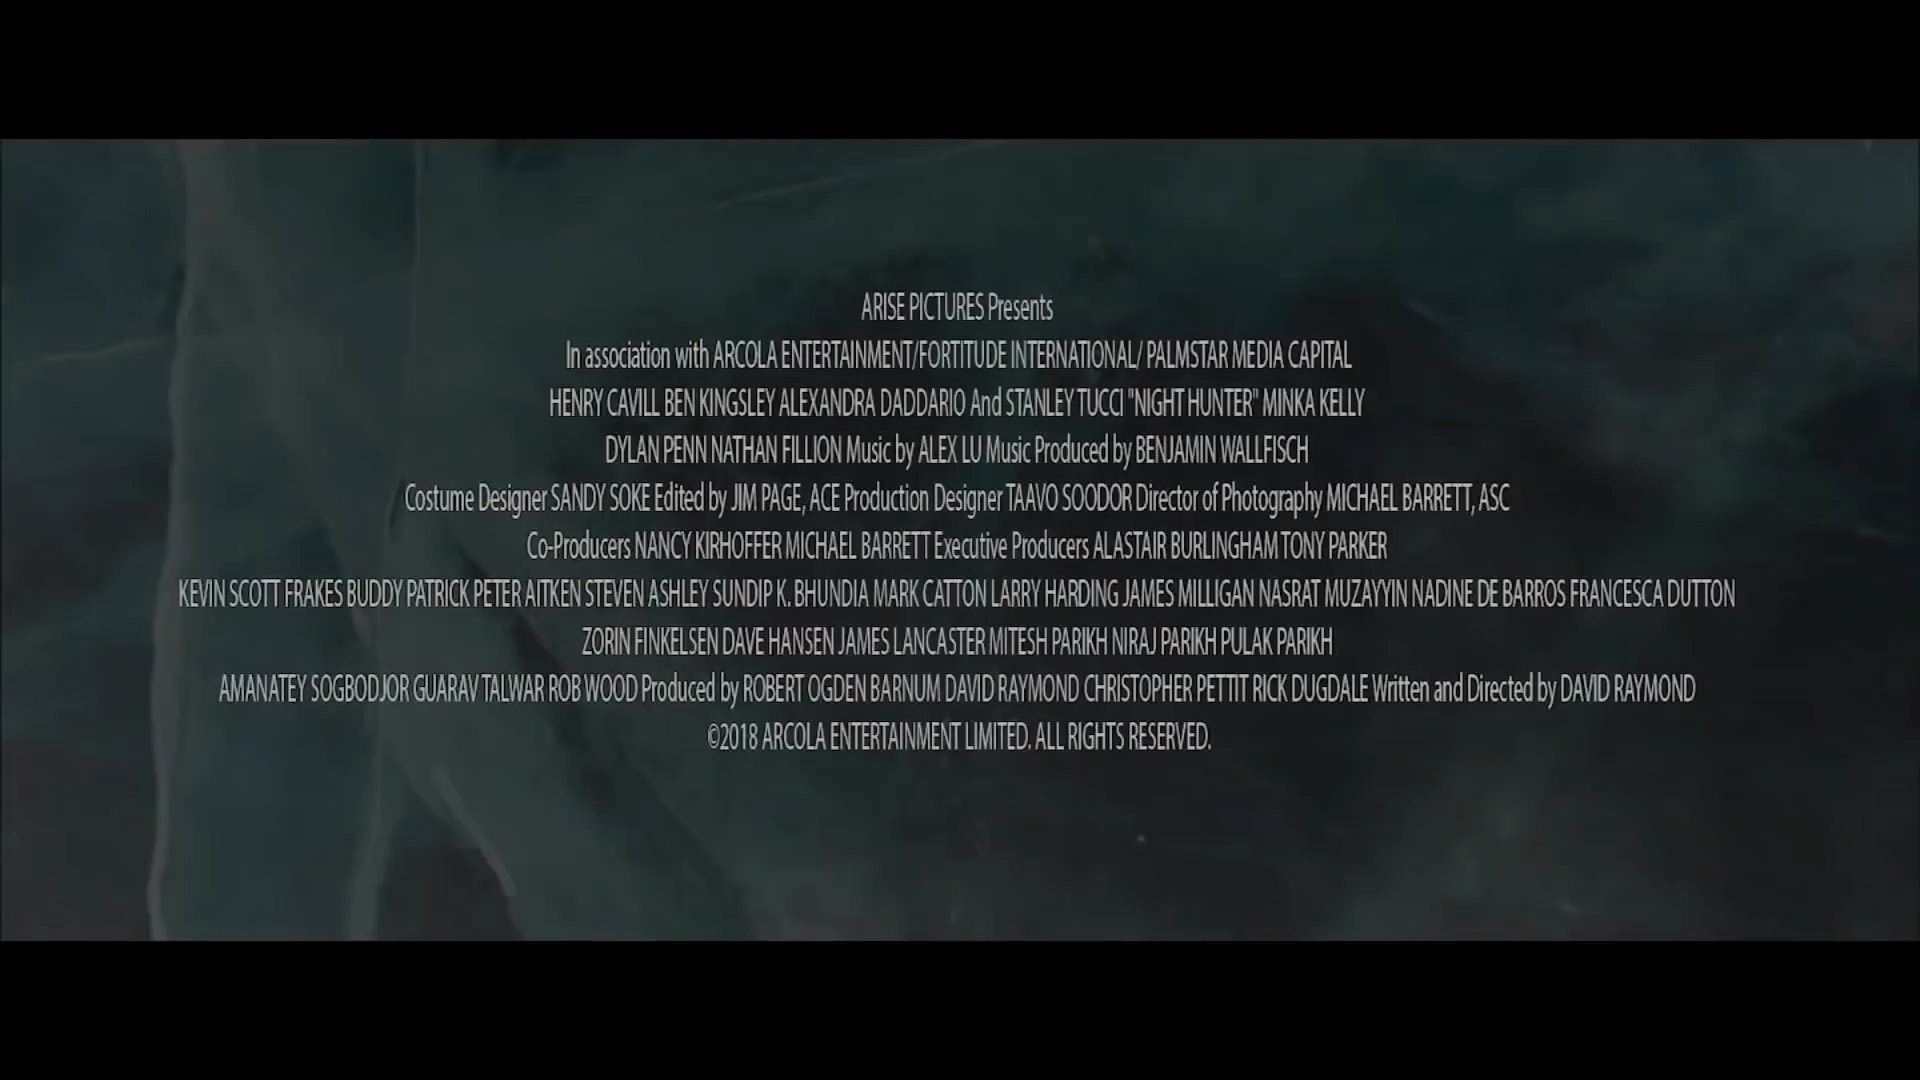 ARISE PICTURES Presents
In association with ARCOLA ENTERTAINMENT/FORTITUDE INTERNATIONAL/ PALMSTAR MEDIA CAPITAL
HENRY CAVILL BEN KINGSLEY ALEXANDRA DADDARIO And STANLEY TUCCI "NIGHT HUNTER" MINKA KELLY
DYLAN PENN NATHAN FILLION Music by ALEX LU Music Produced by BENJAMIN WALLFISCH
Costume Designer SANDY SOKE Edited by JIM PAGE, ACE Production Designer TAAVO SOODOR Director of Photography MICHAEL BARRETT, ASC
Co-Producers NANCY KIRHOFFER MICHAEL BARRETT Executive Producers ALASTAIR BURLINGHAM TONY PARKER
KEVIN SCOTT FRAKES BUDDY PATRICK PETER AITKEN STEVEN ASHLEY SUNDIP K. BHUNDIA MARK CATTON LARRY HARDING JAMES MILLIGAN NASRAT MUZAYYIN NADINE DE BARROS FRANCESCA DUTTON
ZORIN FINKELSEN DAVE HANSEN JAMES LANCASTER MITESH PARIKH NIRAJ PARIKH PULAK PARIKH
AMANATEY SOGBODJOR GUARAV TALWAR ROB WOOD Produced by ROBERT OGDEN BARNUM DAVID RAYMOND CHRISTOPHER PETTIT RICK DUGDALE Written and Directed by DAVID RAYMOND
©2018 ARCOLA ENTERTAINMENT LIMITED. ALL RIGHTS RESERVED.